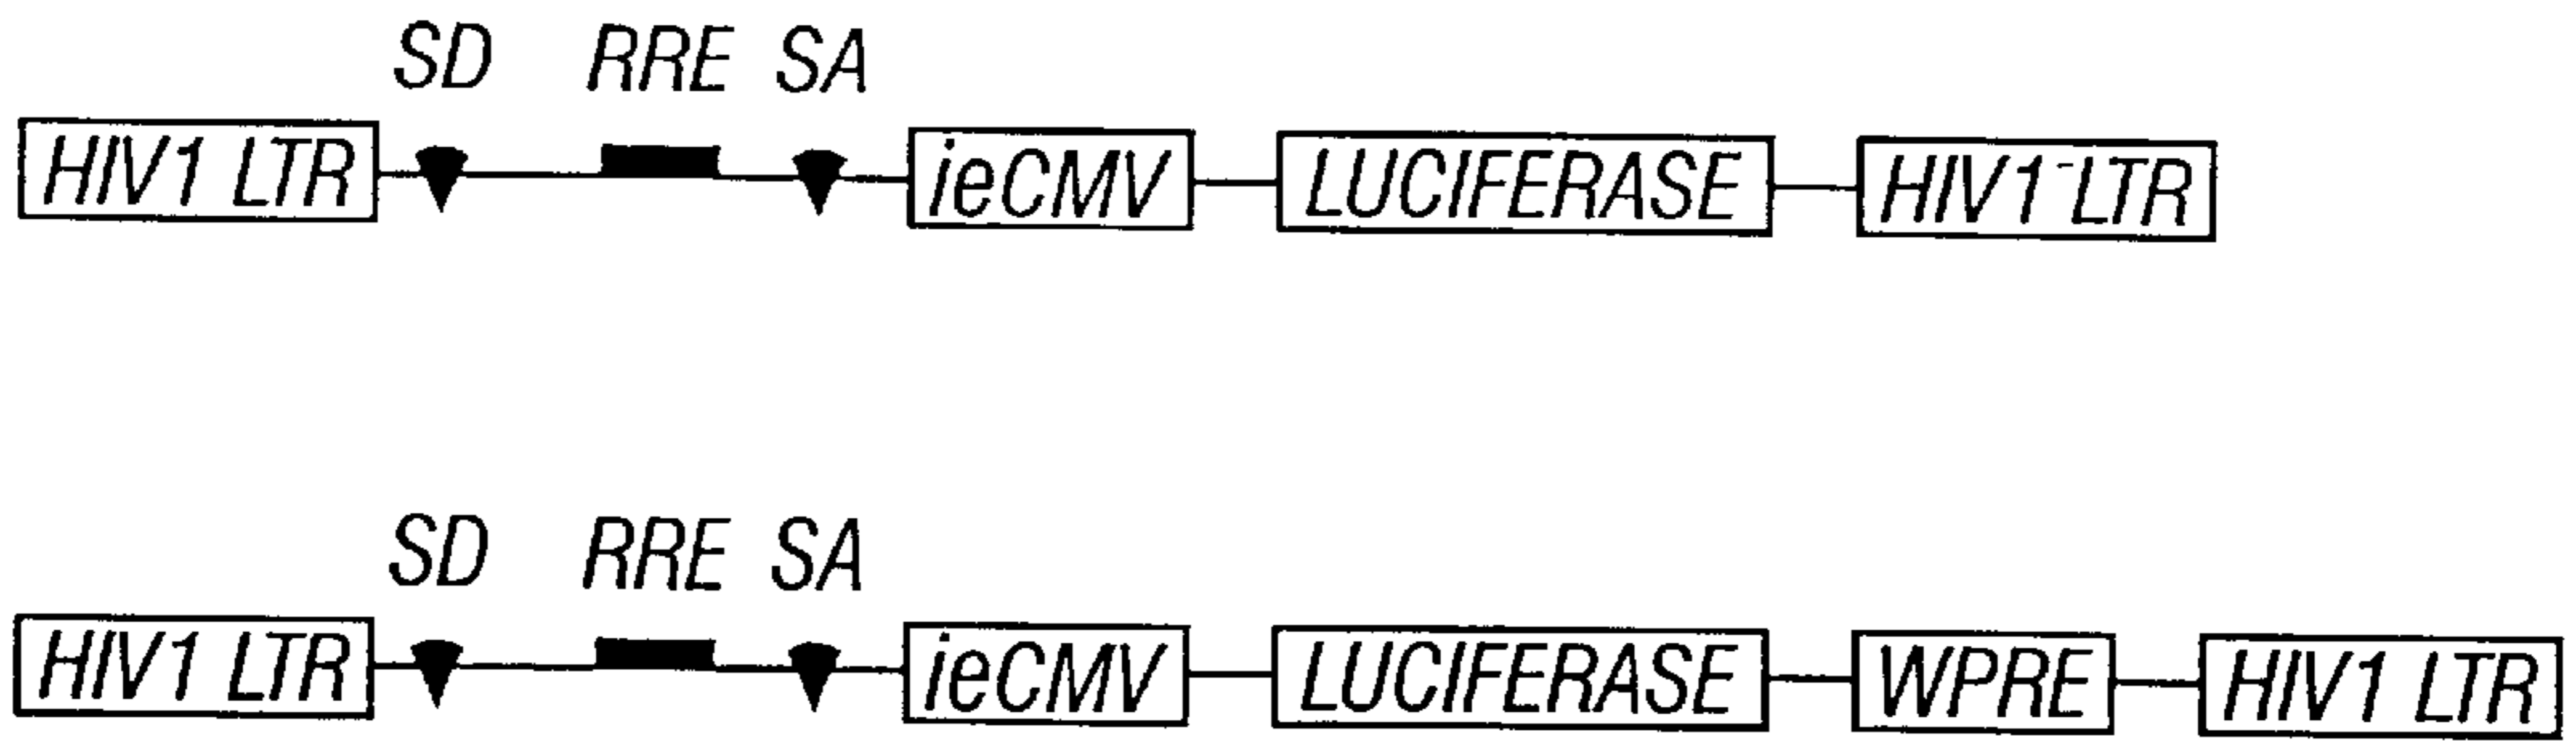 SD RRE SA
HIV1 LTR ieCMV LUCIFERASE HIV1 LTR
SD RRE SA
HIV1 LTR ieCMV LUCIFERASE WPRE HIV1 LTR